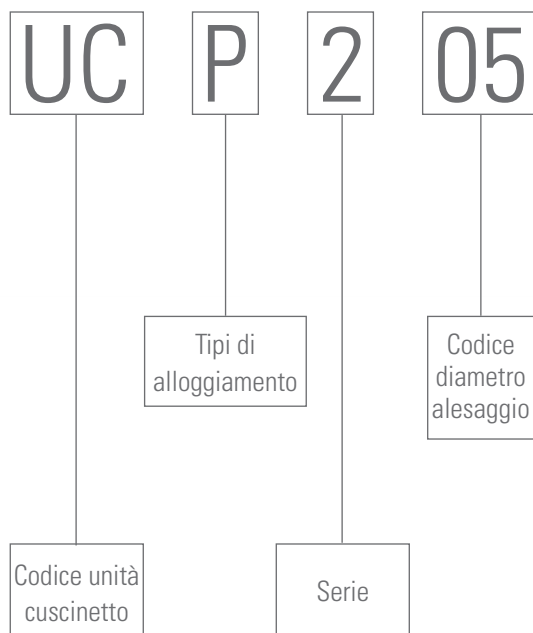 UC P 2 05
Tipi di
alloggiamento
Codice
diametro
alesaggio
Codice unità
cuscinetto
Serie